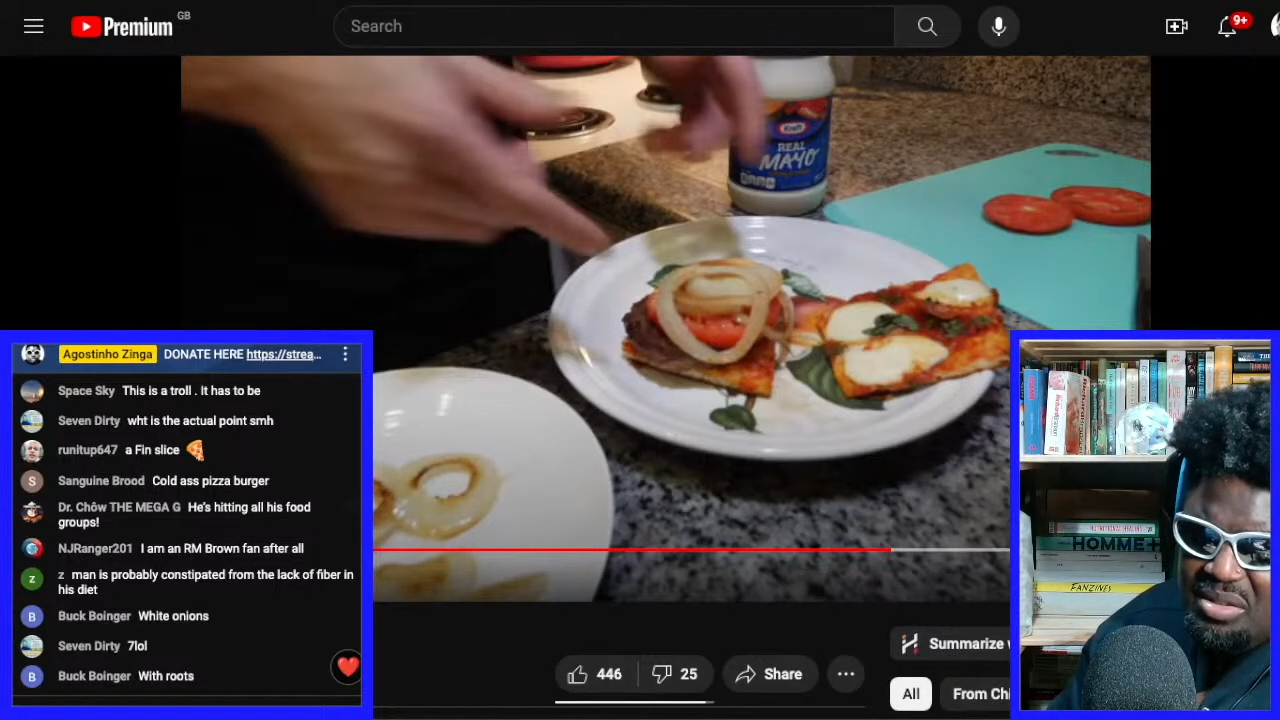 Premium GB
Search
9+
Kraft
REAL
MAYO
Agostinho Zinga DONATE HERE https://strea...
Space Sky This is a troll . It has to be
Seven Dirty wht is the actual point smh
runitup647 a Fin slice 🍕
S Sanguine Brood Cold ass pizza burger
Dr. Chôw THE MEGA G He's hitting all his food
groups!
NJRanger201 I am an RM Brown fan after all
z z man is probably constipated from the lack of fiber in
his diet
B Buck Boinger White onions
Seven Dirty 7lol
B Buck Boinger With roots
446 25 Share
Summarize
All From Chi
HOMME
FANZINES